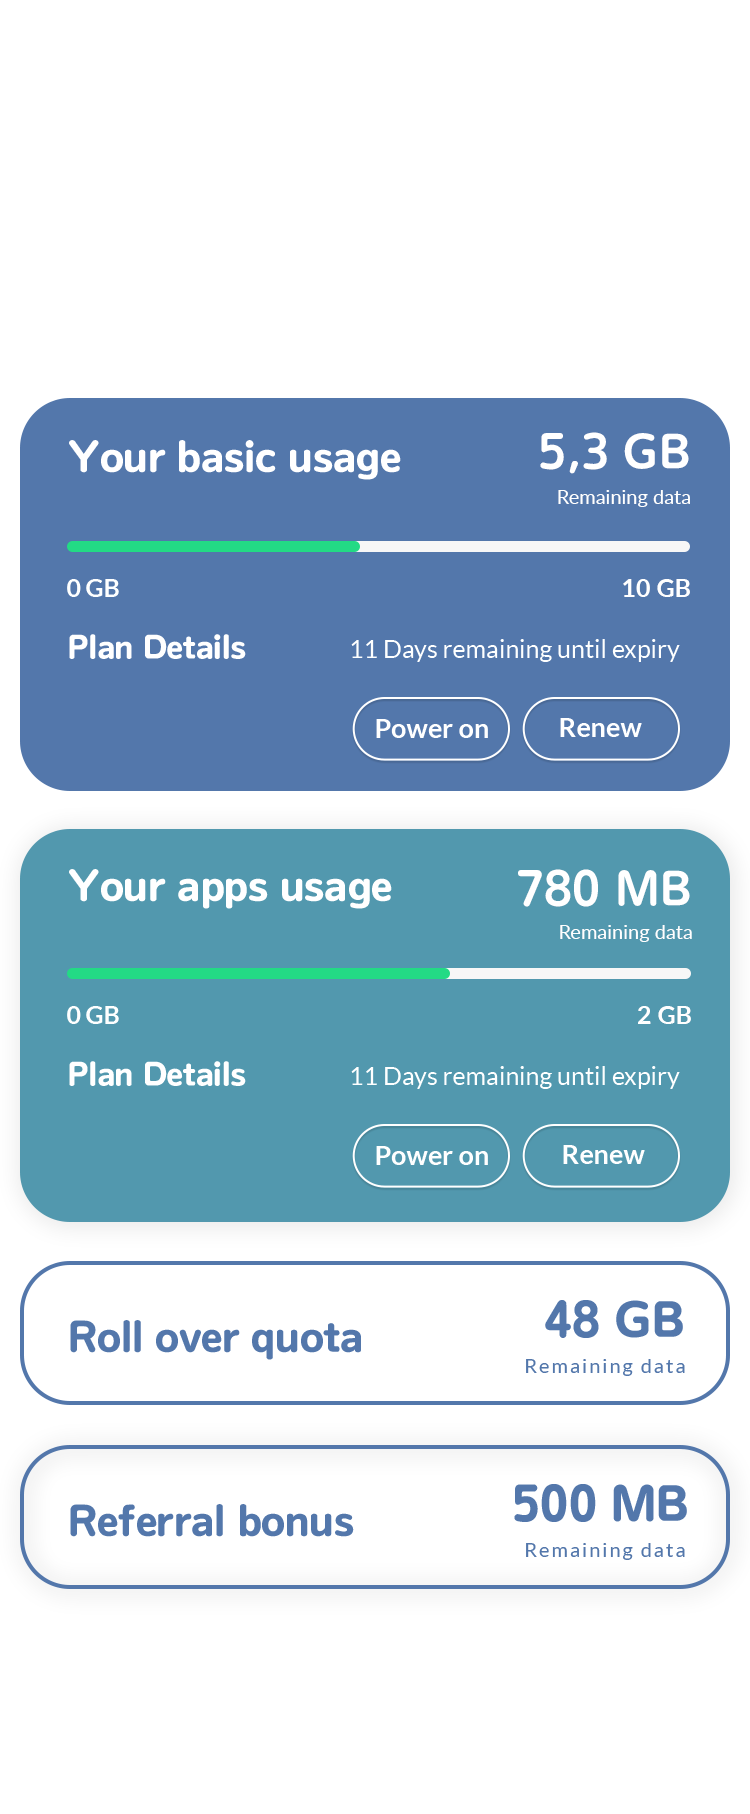 Your basic usage
5,3 GB
Remaining data
0 GB
10 GB
Plan Details
11 Days remaining until expiry
Power on
Renew
Your apps usage
780 MB
Remaining data
0 GB
2 GB
Plan Details
11 Days remaining until expiry
Power on
Renew
Roll over quota
48 GB
Remaining data
Referral bonus
500 MB
Remaining data